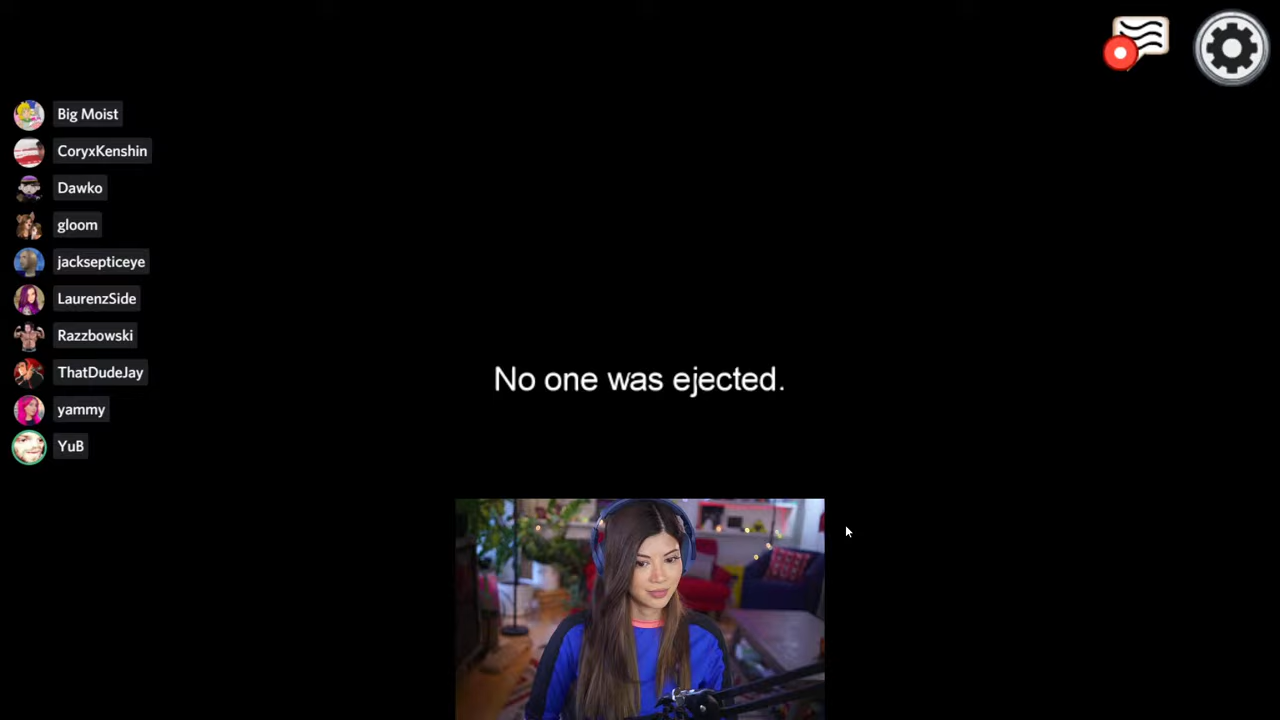 Big Moist
CoryxKenshin
Dawko
gloom
jacksepticeye
LaurenzSide
Razzbowski
ThatDudeJay
yammy
YuB
No one was ejected.